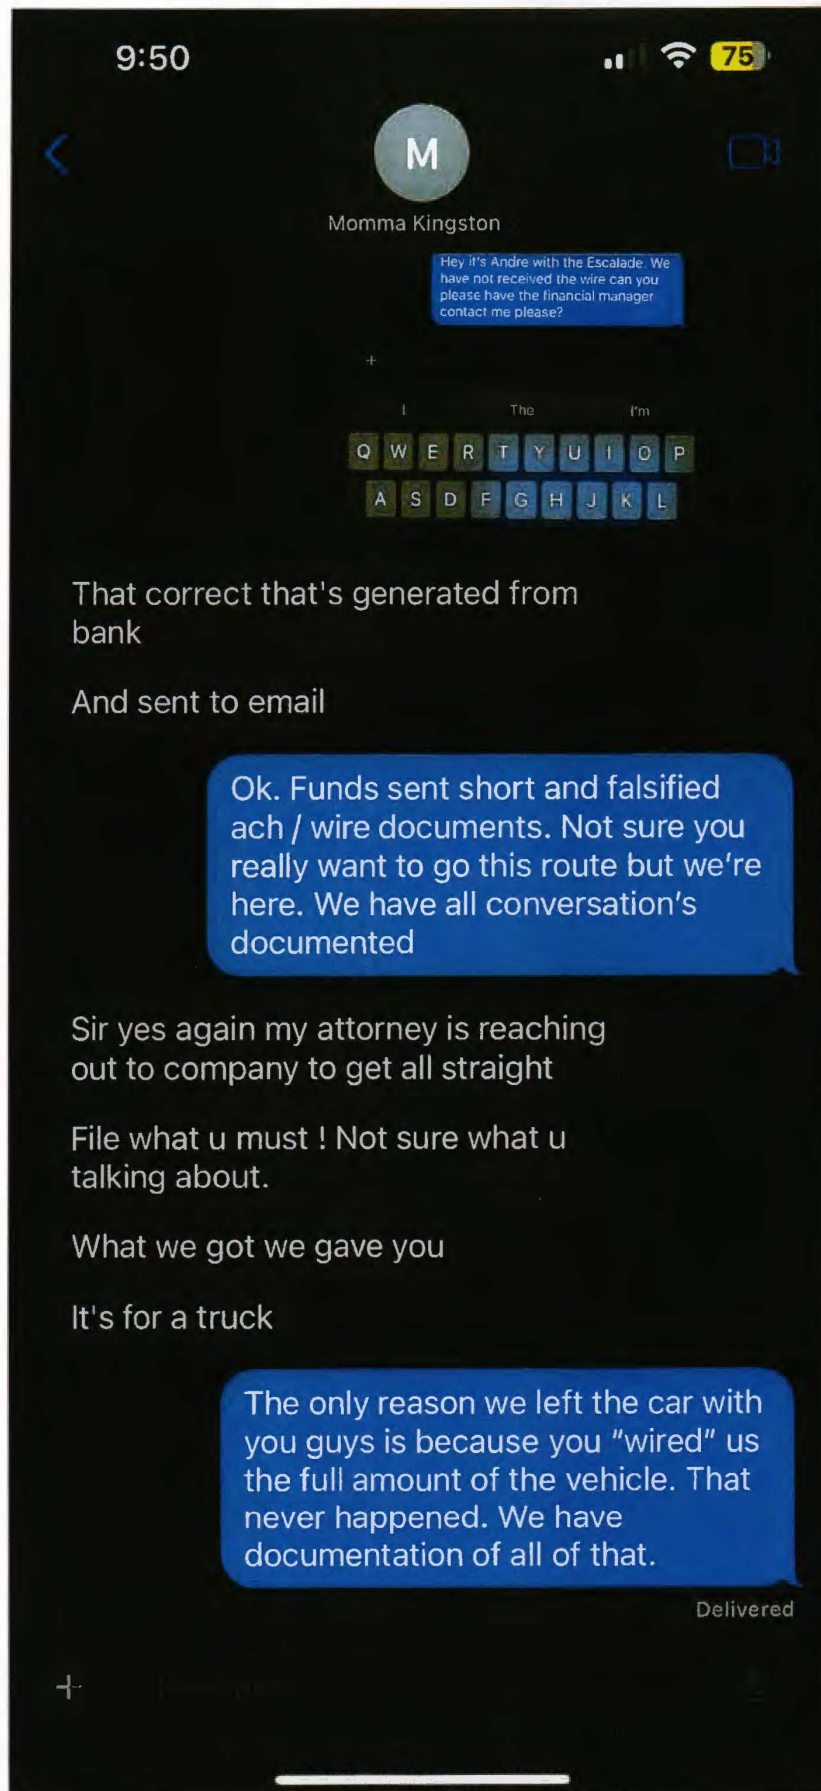 9:50
75
M
Momma Kingston
Hey it's Andre with the Escalade. We
have not received the wire can you
please have the financial manager
contact me please?
+
I The I'm
Q W E R T Y U I O P
A S D F G H J K L
That correct that's generated from
bank
And sent to email
Ok. Funds sent short and falsified
ach / wire documents. Not sure you
really want to go this route but we're
here. We have all conversation's
documented
Sir yes again my attorney is reaching
out to company to get all straight
File what u must ! Not sure what u
talking about.
What we got we gave you
It's for a truck
The only reason we left the car with
you guys is because you "wired" us
the full amount of the vehicle. That
never happened. We have
documentation of all of that.
Delivered
+